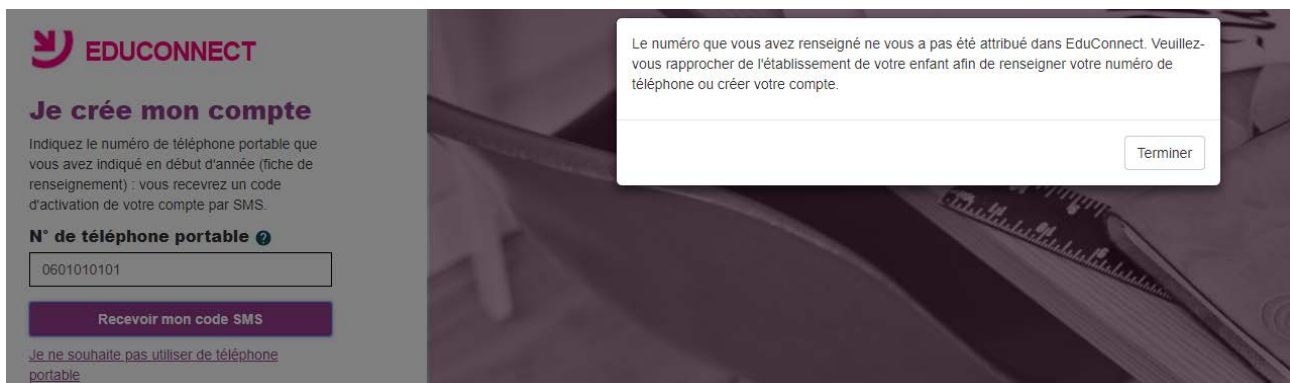 EDUCONNECT
Je crée mon compte
Indiquez le numéro de téléphone portable que
vous avez indiqué en début d'année (fiche de
renseignement) : vous recevrez un code
d'activation de votre compte par SMS.
N° de téléphone portable ?
0601010101
Recevoir mon code SMS
Je ne souhaite pas utiliser de téléphone
portable
Le numéro que vous avez renseigné ne vous a pas été attribué dans EduConnect. Veuillez-
vous rapprocher de l'établissement de votre enfant afin de renseigner votre numéro de
téléphone ou créer votre compte.
Terminer